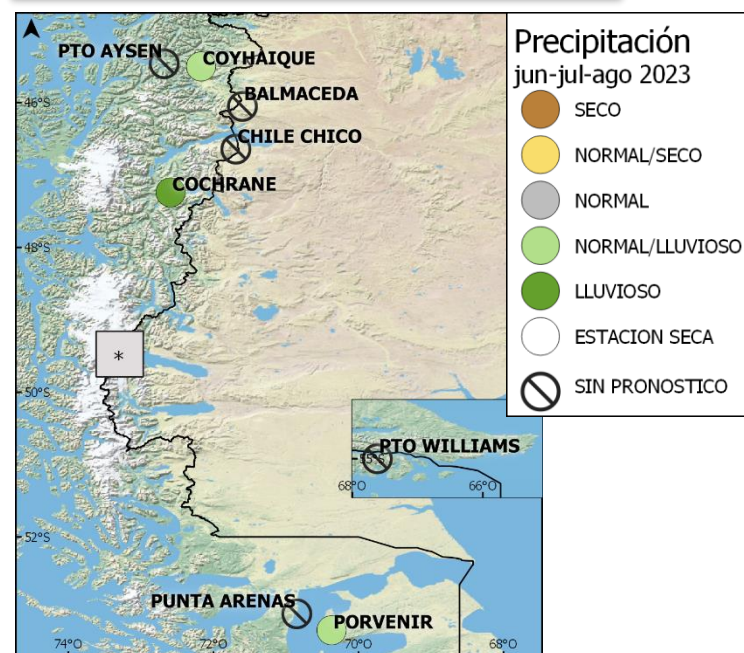 PTO AYSEN
COYHAIQUE
BALMACEDA
46°S
CHILE CHICO
COCHRANE
48°S
*
50°S
PTO WILLIAMS
55°S
68°O
66°O
52°S
PUNTA ARENAS
PORVENIR
74°O
72°O
70°O
68°O
Precipitación
jun-jul-ago 2023
SECO
NORMAL/SECO
NORMAL
NORMAL/LLUVIOSO
LLUVIOSO
ESTACION SECA
SIN PRONOSTICO